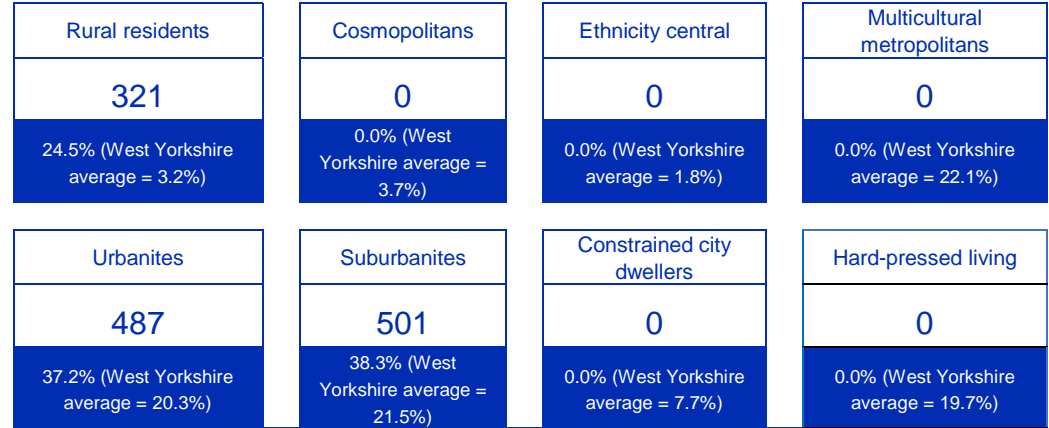 Rural residents
321
24.5% (West Yorkshire
average = 3.2%)
Cosmopolitans
0
0.0% (West
Yorkshire average =
3.7%)
Ethnicity central
0
0.0% (West Yorkshire
average = 1.8%)
Multicultural
metropolitans
0
0.0% (West Yorkshire
average = 22.1%)
Urbanites
487
37.2% (West Yorkshire
average = 20.3%)
Suburbanites
501
38.3% (West
Yorkshire average =
21.5%)
Constrained city
dwellers
0
0.0% (West Yorkshire
average = 7.7%)
Hard-pressed living
0
0.0% (West Yorkshire
average = 19.7%)